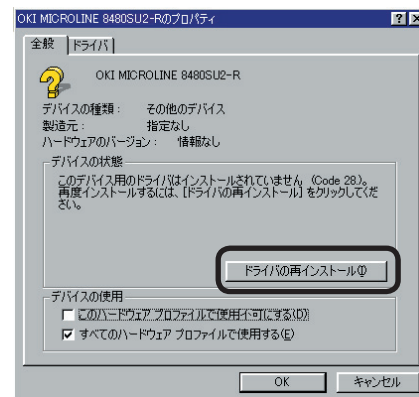 OKI MICROLINE 8480SU2-Rのプロパティ
全般
ドライバ
OKI MICROLINE 8480SU2-R
デバイスの種類： その他のデバイス
製造元： 指定なし
ハードウェアのバージョン： 情報なし
デバイスの状態
このデバイス用のドライバはインストールされていません (Code 28)。
再度インストールするには、[ドライバの再インストール] をクリックしてくだ
さい。
ドライバの再インストール(I)
デバイスの使用
このハードウェア プロファイルで使用不可にする(D)
すべてのハードウェア プロファイルで使用する(E)
OK
キャンセル